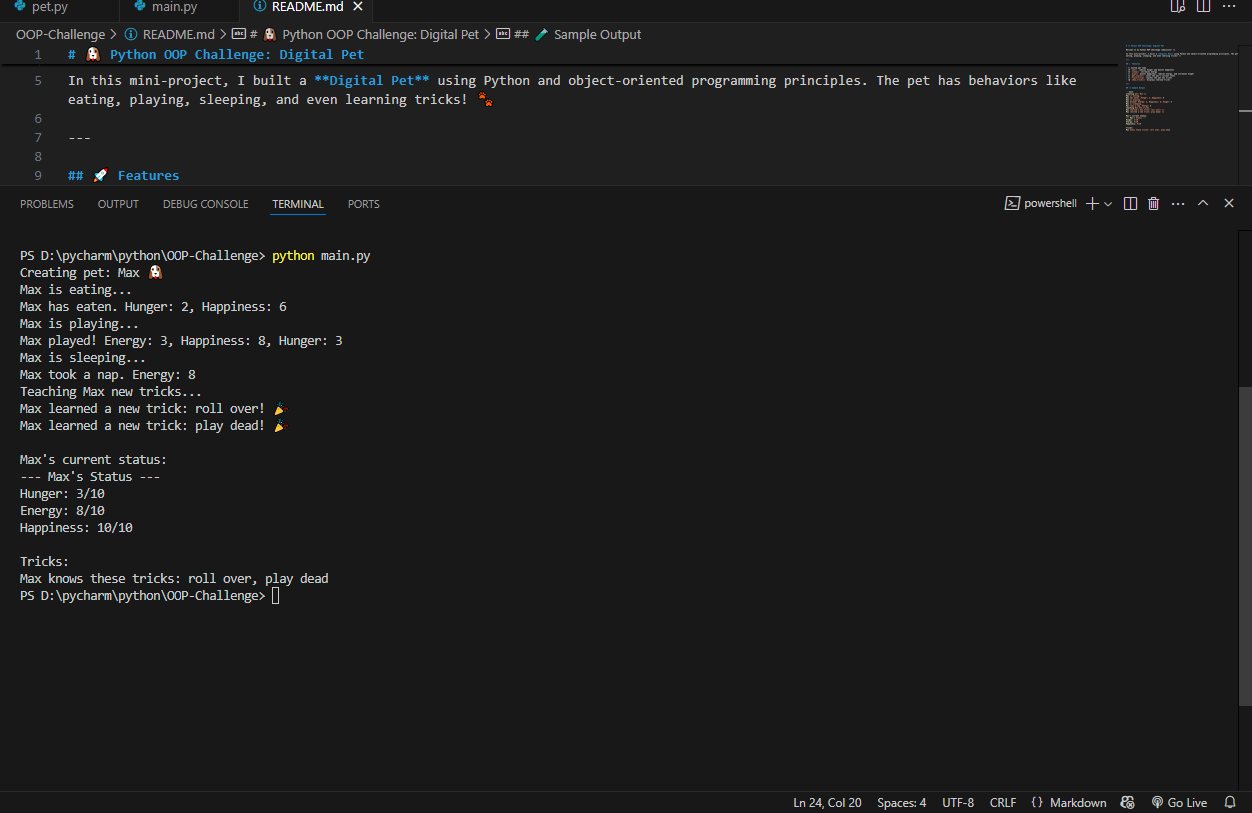 pet.py main.py README.md
OOP-Challenge > README.md > # Python OOP Challenge: Digital Pet > ## Sample Output
1 # 🐶 Python OOP Challenge: Digital Pet
5 In this mini-project, I built a **Digital Pet** using Python and object-oriented programming principles. The pet has behaviors like
eating, playing, sleeping, and even learning tricks! 🐾
6
7 ---
8
9 ## 🚀 Features
PROBLEMS OUTPUT DEBUG CONSOLE TERMINAL PORTS powershell
PS D:\pycharm\python\OOP-Challenge> python main.py
Creating pet: Max 🐶
Max is eating...
Max has eaten. Hunger: 2, Happiness: 6
Max is playing...
Max played! Energy: 3, Happiness: 8, Hunger: 3
Max is sleeping...
Max took a nap. Energy: 8
Teaching Max new tricks...
Max learned a new trick: roll over! 🎉
Max learned a new trick: play dead! 🎉
Max's current status:
--- Max's Status ---
Hunger: 3/10
Energy: 8/10
Happiness: 10/10
Tricks:
Max knows these tricks: roll over, play dead
PS D:\pycharm\python\OOP-Challenge>
Ln 24, Col 20 Spaces: 4 UTF-8 CRLF {} Markdown Go Live